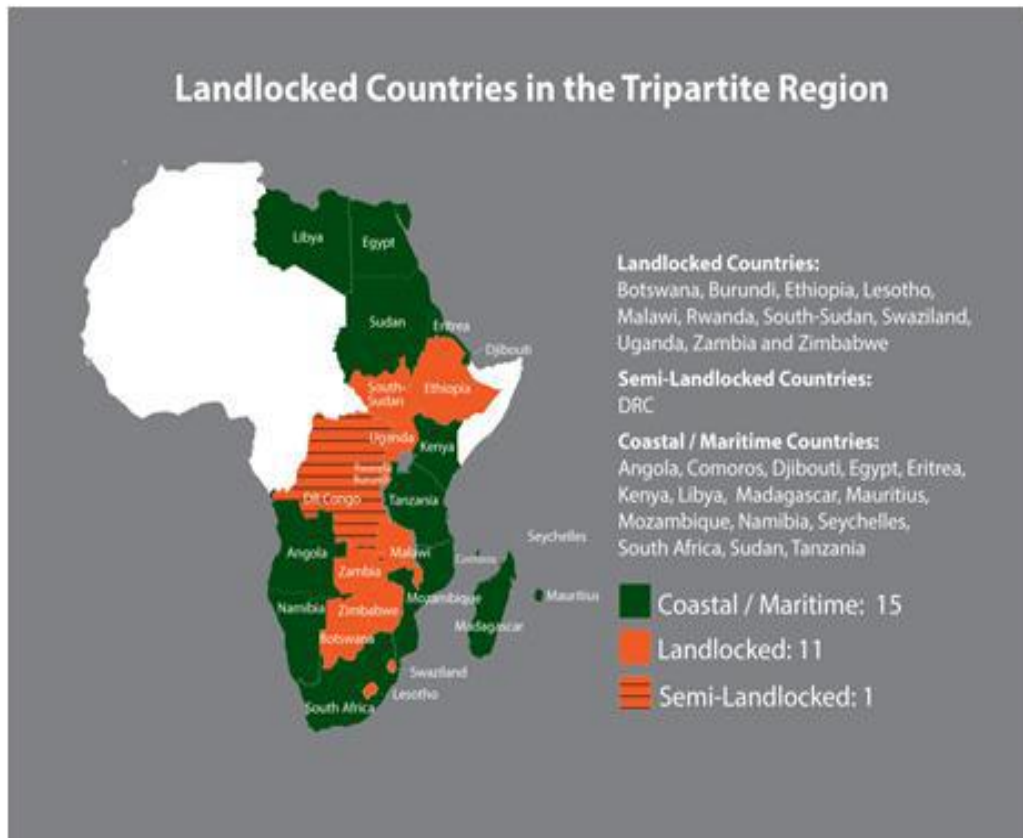 Landlocked Countries in the Tripartite Region
Libya
Egypt
Sudan
Eritrea
Djibouti
South-
Sudan
Ethiopia
Uganda
Kenya
Rwanda
Burundi
DR Congo
Tanzania
Angola
Malawi
Zambia
Comoros
Seychelles
Namibia
Zimbabwe
Mozambique
Mauritius
Botswana
Madagascar
Swaziland
Lesotho
South Africa
Landlocked Countries:
Botswana, Burundi, Ethiopia, Lesotho,
Malawi, Rwanda, South-Sudan, Swaziland,
Uganda, Zambia and Zimbabwe
Semi-Landlocked Countries:
DRC
Coastal / Maritime Countries:
Angola, Comoros, Djibouti, Egypt, Eritrea,
Kenya, Libya, Madagascar, Mauritius,
Mozambique, Namibia, Seychelles,
South Africa, Sudan, Tanzania
Coastal / Maritime: 15
Landlocked: 11
Semi-Landlocked: 1